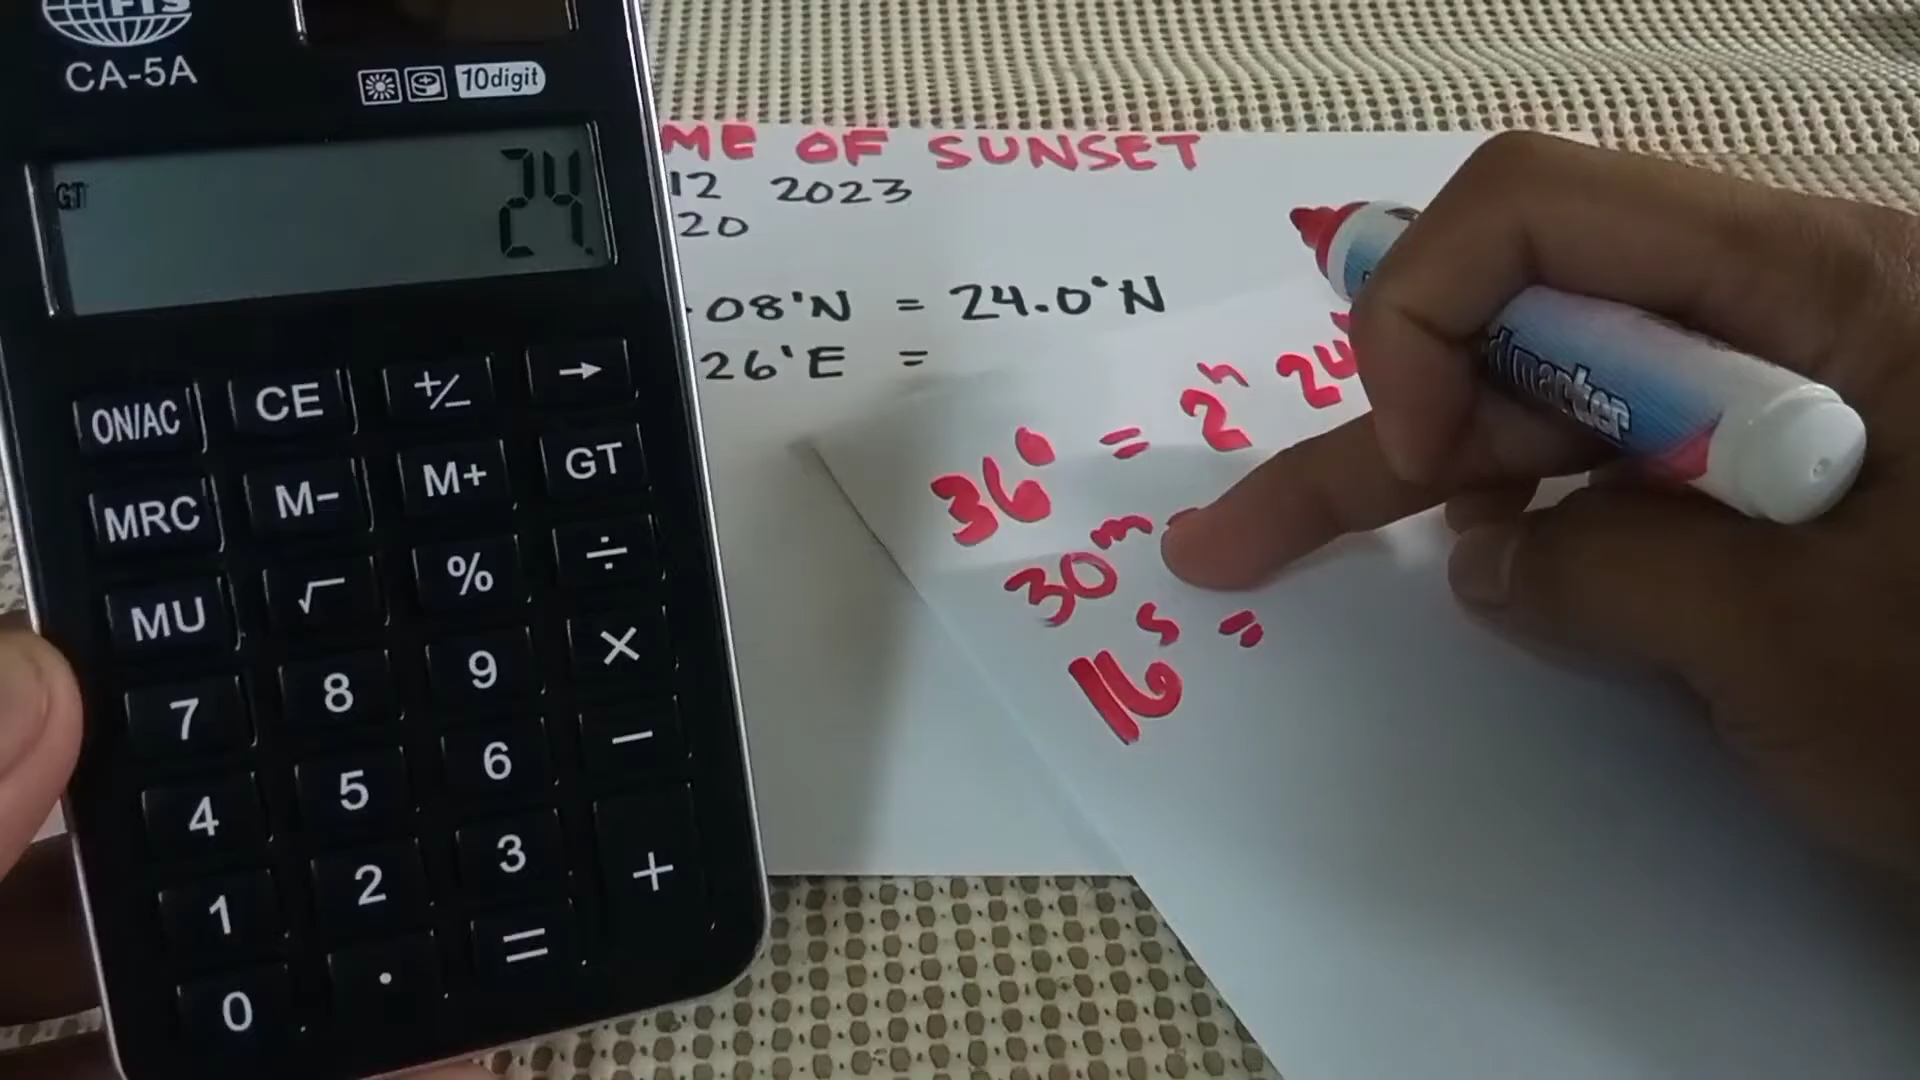 CA-5A
10digit
GT
24.
ON/AC CE +/− →
MRC M− M+ GT
MU √ % ÷
7 8 9 ×
4 5 6 −
1 2 3 +
0 . =
ME OF SUNSET
12 2023
20
.08'N = 24.0°N
26'E =
36° = 2h 24
30m
16s =
marker